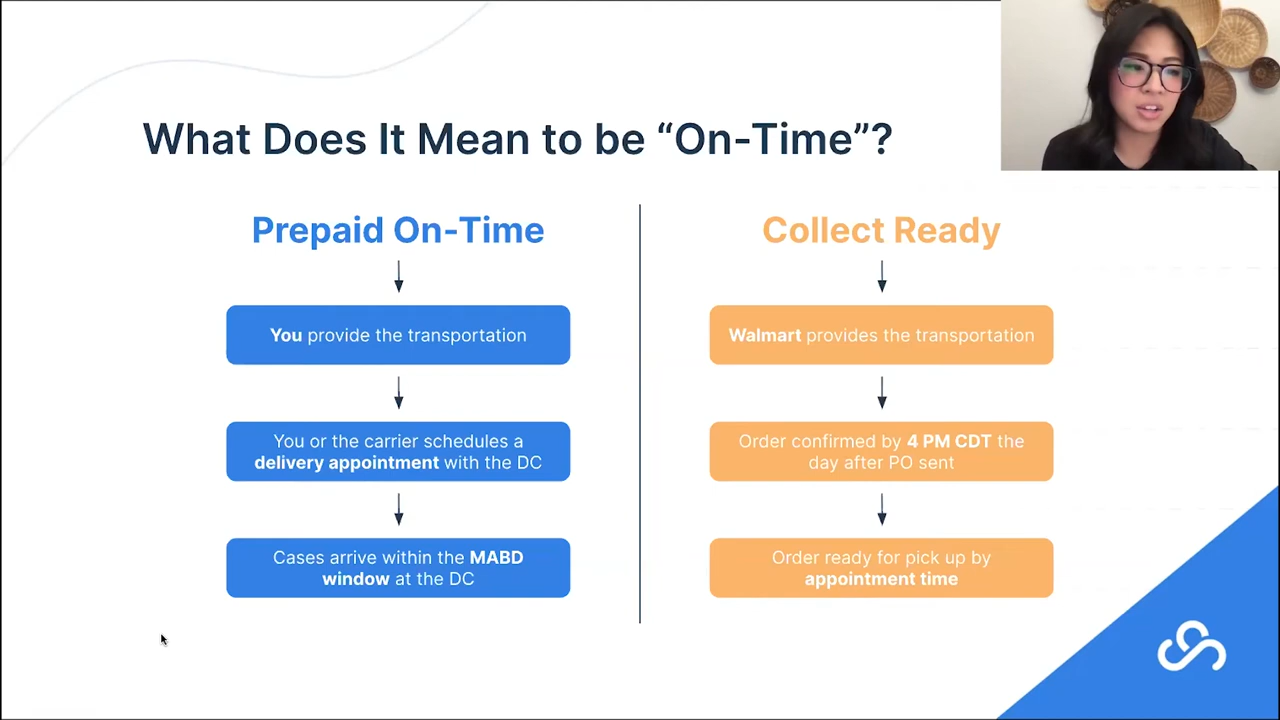 What Does It Mean to be “On-Time”?
Prepaid On-Time
You provide the transportation
You or the carrier schedules a
delivery appointment with the DC
Cases arrive within the MABD
window at the DC
Collect Ready
Walmart provides the transportation
Order confirmed by 4 PM CDT the
day after PO sent
Order ready for pick up by
appointment time